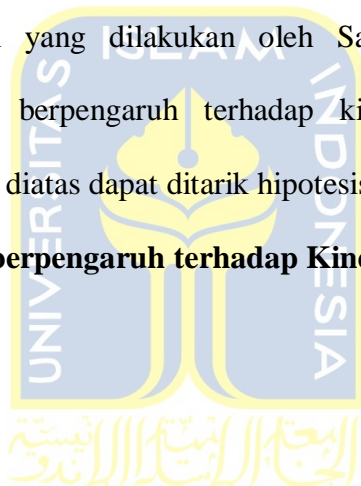 yang dilakukan oleh Sa
berpengaruh terhadap ki
diatas dapat ditarik hipotesis
berpengaruh terhadap Kine
UNIVERSITAS ISLAM INDONESIA